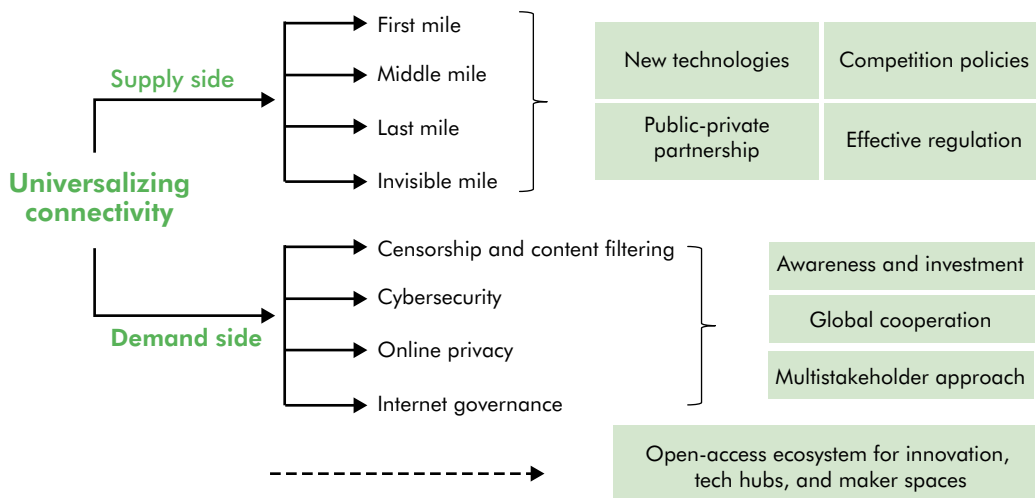 Universalizing
connectivity
Supply side
First mile
Middle mile
Last mile
Invisible mile
New technologies
Competition policies
Public-private
partnership
Effective regulation
Demand side
Censorship and content filtering
Cybersecurity
Online privacy
Internet governance
Awareness and investment
Global cooperation
Multistakeholder approach
Open-access ecosystem for innovation,
tech hubs, and maker spaces